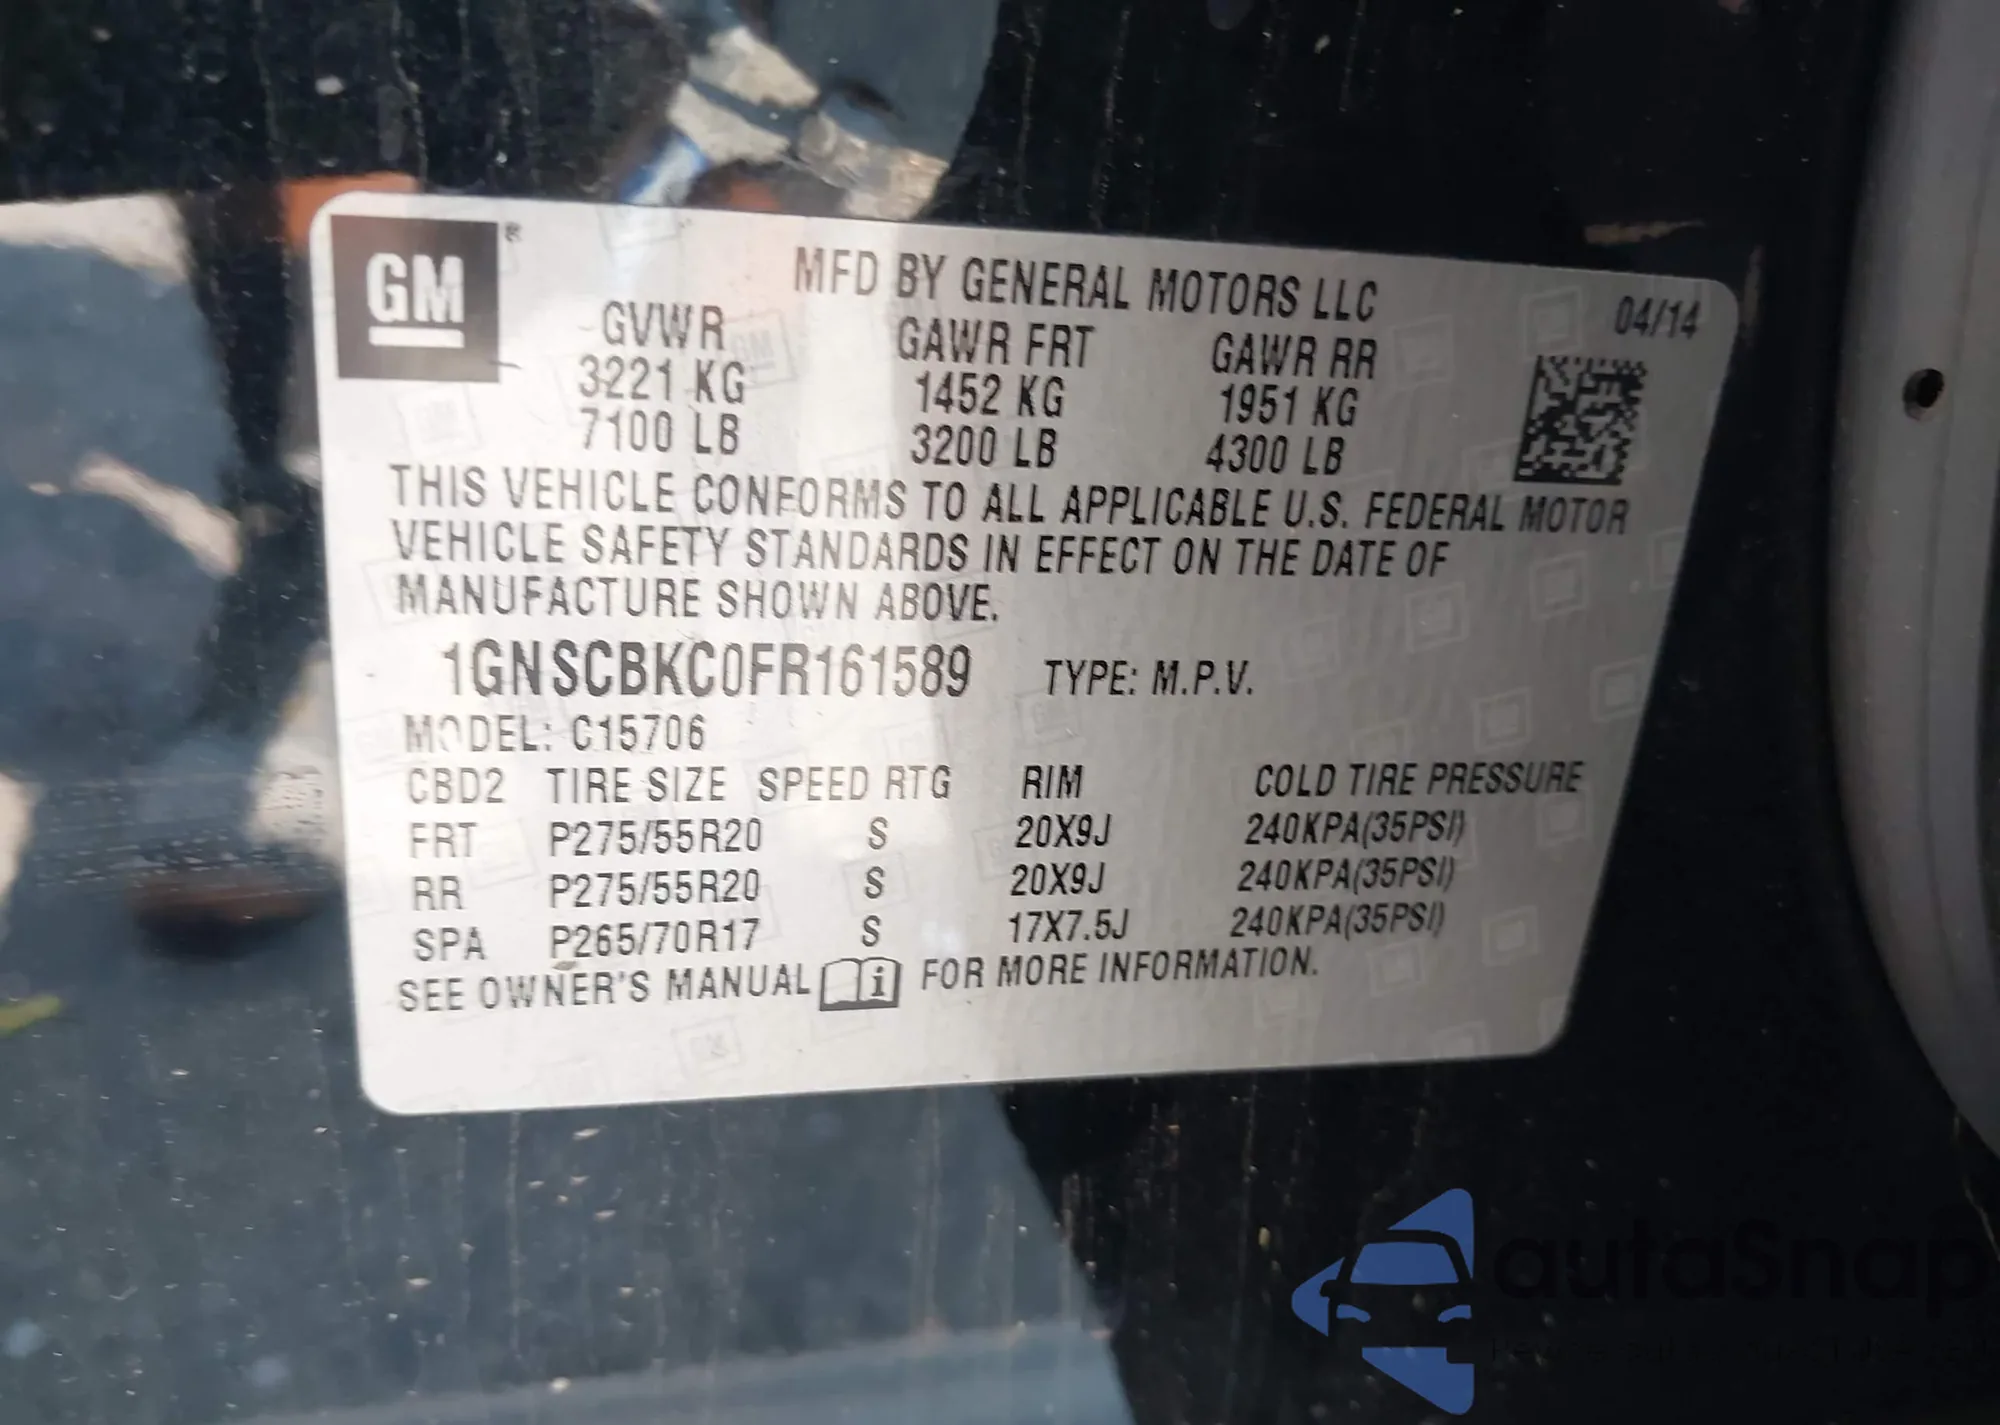 GM
MFD BY GENERAL MOTORS LLC
04/14
GVWR GAWR FRT GAWR RR
3221 KG 1452 KG 1951 KG
7100 LB 3200 LB 4300 LB
THIS VEHICLE CONFORMS TO ALL APPLICABLE U.S. FEDERAL MOTOR
VEHICLE SAFETY STANDARDS IN EFFECT ON THE DATE OF
MANUFACTURE SHOWN ABOVE.
1GNSCBKC0FR161589 TYPE: M.P.V.
MODEL: C15706
CBD2 TIRE SIZE SPEED RTG RIM COLD TIRE PRESSURE
FRT P275/55R20 S 20X9J 240KPA(35PSI)
RR P275/55R20 S 20X9J 240KPA(35PSI)
SPA P265/70R17 S 17X7.5J 240KPA(35PSI)
SEE OWNER'S MANUAL i FOR MORE INFORMATION.
autoSnap